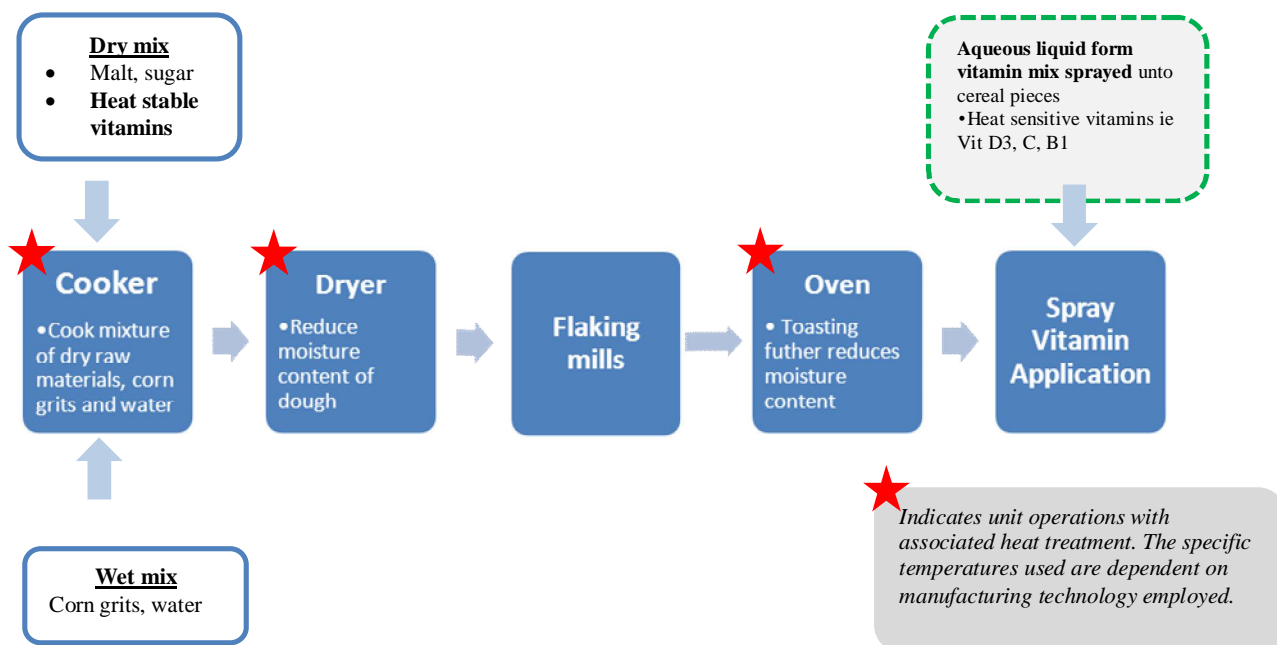 Dry mix
• Malt, sugar
• Heat stable
vitamins
Aqueous liquid form
vitamin mix sprayed unto
cereal pieces
•Heat sensitive vitamins ie
Vit D3, C, B1
Cooker
•Cook mixture
of dry raw
materials, corn
grits and water
Dryer
•Reduce
moisture
content of
dough
Flaking
mills
Oven
• Toasting
futher reduces
moisture
content
Spray
Vitamin
Application
Wet mix
Corn grits, water
Indicates unit operations with
associated heat treatment. The specific
temperatures used are dependent on
manufacturing technology employed.